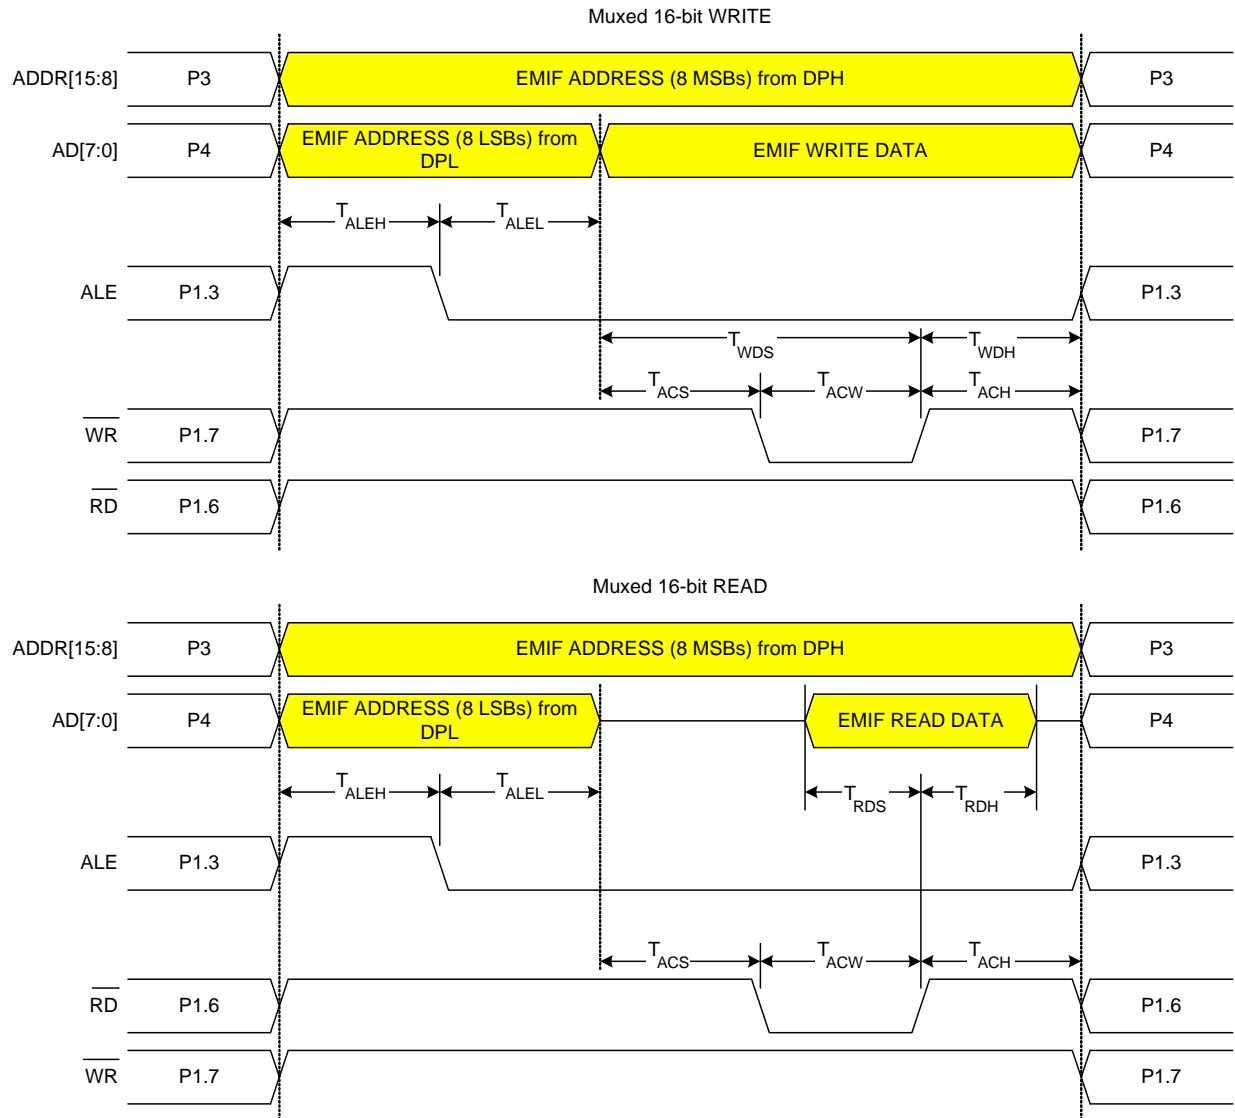 Muxed 16-bit WRITE
ADDR[15:8] P3 EMIF ADDRESS (8 MSBs) from DPH P3
AD[7:0] P4 EMIF ADDRESS (8 LSBs) from
DPL EMIF WRITE DATA P4
TALEH TALEL
ALE P1.3 P1.3
TWDS TWDH
TACS TACW TACH
WR P1.7 P1.7
RD P1.6 P1.6
Muxed 16-bit READ
ADDR[15:8] P3 EMIF ADDRESS (8 MSBs) from DPH P3
AD[7:0] P4 EMIF ADDRESS (8 LSBs) from
DPL EMIF READ DATA P4
TALEH TALEL TRDS TRDH
ALE P1.3 P1.3
TACS TACW TACH
RD P1.6 P1.6
WR P1.7 P1.7